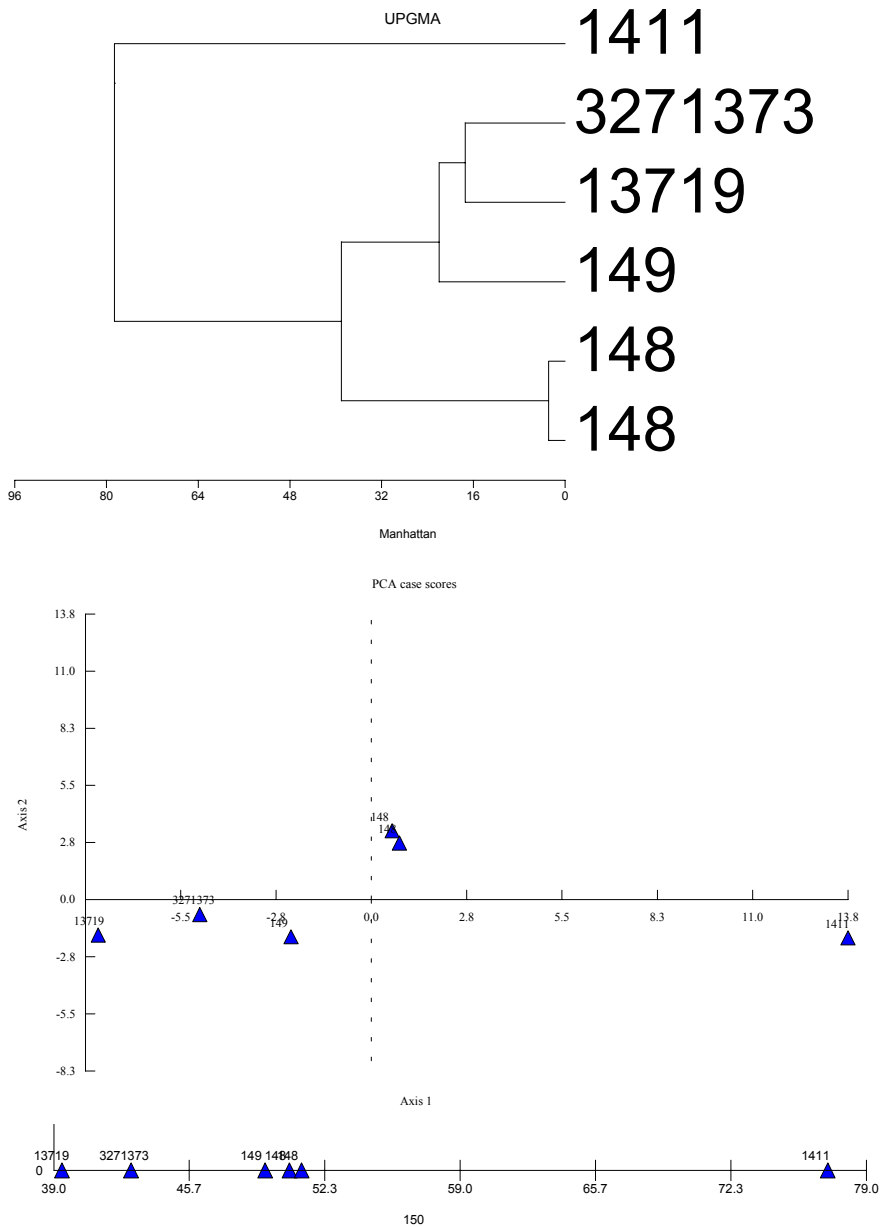 UPGMA
1411
3271373
13719
149
148
148
96 80 64 48 32 16 0
Manhattan
PCA case scores
13.8
11.0
8.3
5.5
Axis 2
148
148
2.8
0.0
3271373
-5.5 -2.8 0.0 2.8 5.5 8.3 11.0 13.8
13719
149
1411
-2.8
-5.5
-8.3
Axis 1
13719 3271373 149 148 148 1411
0
39.0 45.7 52.3 59.0 65.7 72.3 79.0
150